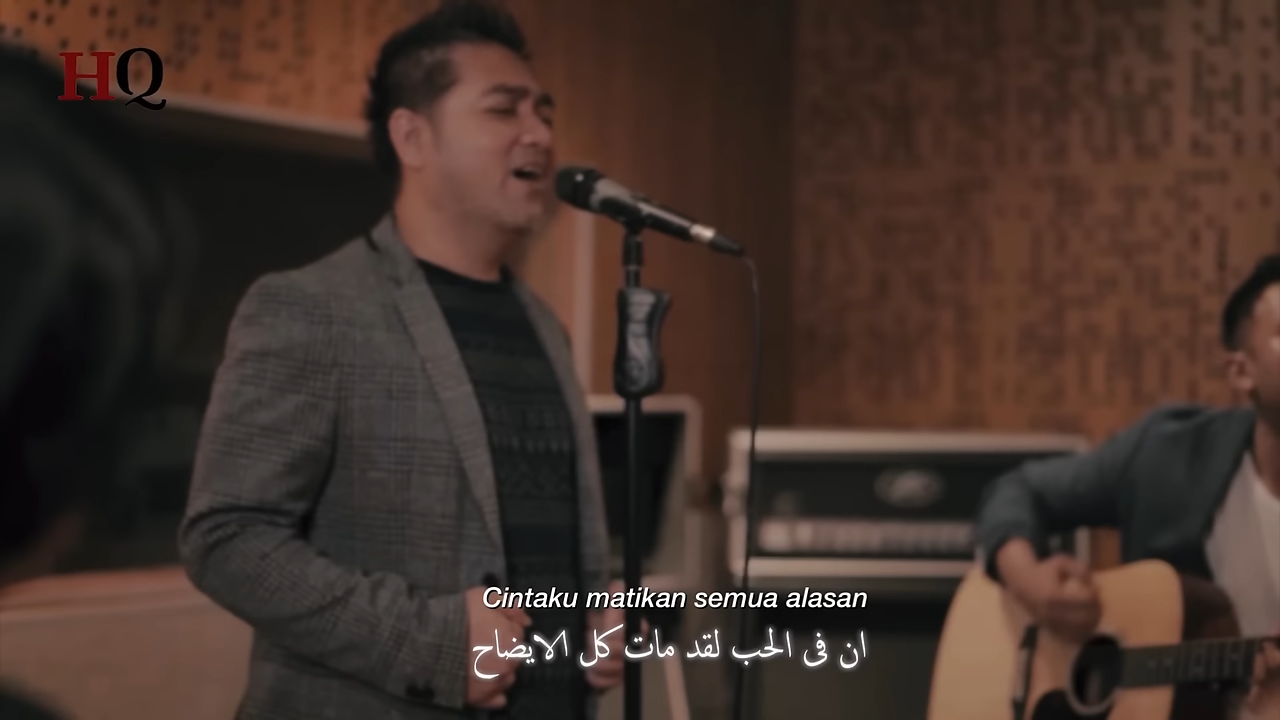 HQ
Cintaku matikan semua alasan
ان فى الحب لقد مات كل الايضاح